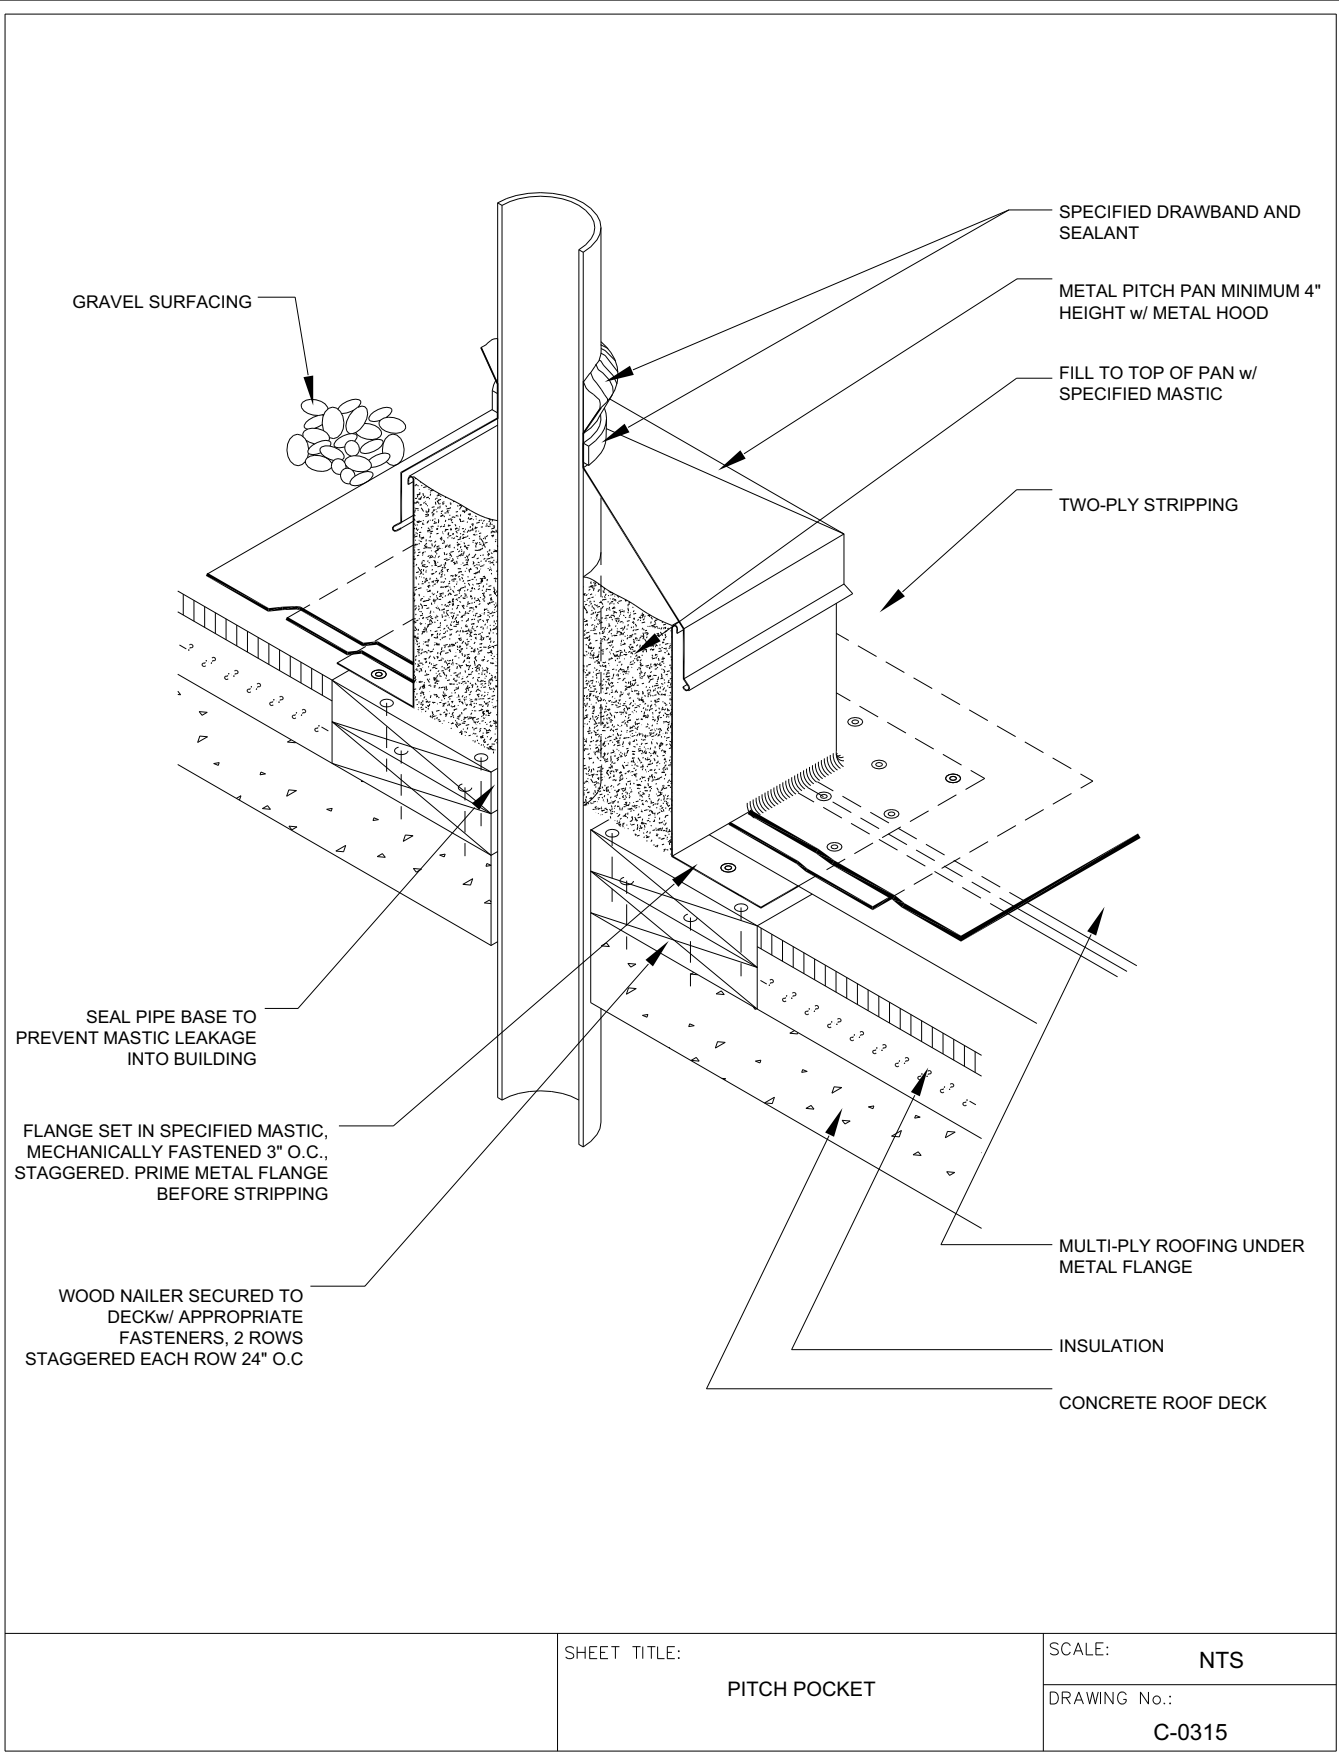 SPECIFIED DRAWBAND AND
SEALANT
GRAVEL SURFACING
METAL PITCH PAN MINIMUM 4"
HEIGHT w/ METAL HOOD
FILL TO TOP OF PAN w/
SPECIFIED MASTIC
TWO-PLY STRIPPING
SEAL PIPE BASE TO
PREVENT MASTIC LEAKAGE
INTO BUILDING
FLANGE SET IN SPECIFIED MASTIC,
MECHANICALLY FASTENED 3" O.C.,
STAGGERED. PRIME METAL FLANGE
BEFORE STRIPPING
WOOD NAILER SECURED TO
DECKw/ APPROPRIATE
FASTENERS, 2 ROWS
STAGGERED EACH ROW 24" O.C
MULTI-PLY ROOFING UNDER
METAL FLANGE
INSULATION
CONCRETE ROOF DECK
SHEET TITLE:
PITCH POCKET
SCALE:
NTS
DRAWING No.:
C-0315